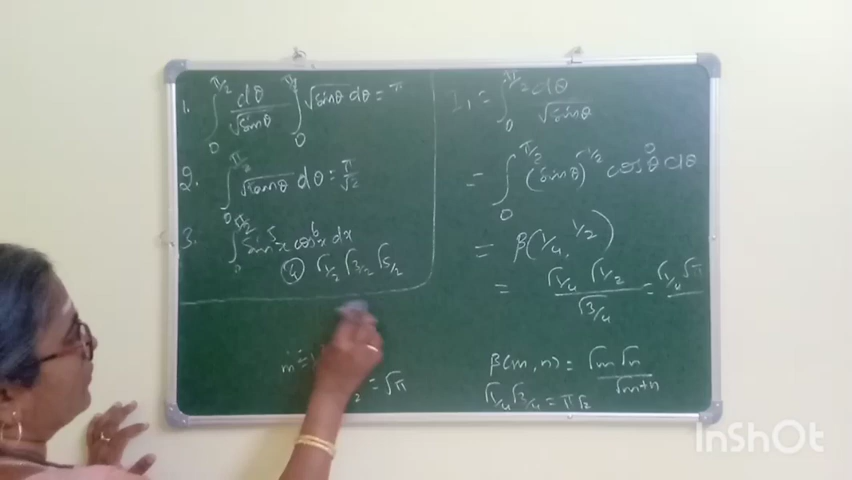 1. ∫₀^{π/2} dθ/√sinθ ∫₀^{π/2} √sinθ dθ = π
2. ∫₀^{π/2} √tanθ dθ = π/√2
3. ∫₀^{π/2} sin⁵x cos⁶x dx
④ Γ1/2 Γ3/2 Γ5/2
I₁ = ∫₀^{π/2} dθ/√sinθ
= ∫₀^{π/2} (sinθ)^{-1/2} cos⁰θ dθ
= β(1/4, 1/2)
= Γ1/4 Γ1/2 / Γ3/4 = Γ1/4 √π
m =
2 = √π
β(m, n) = Γm Γn / Γm+n
Γ1/4 Γ3/4 = π√2
InShOt